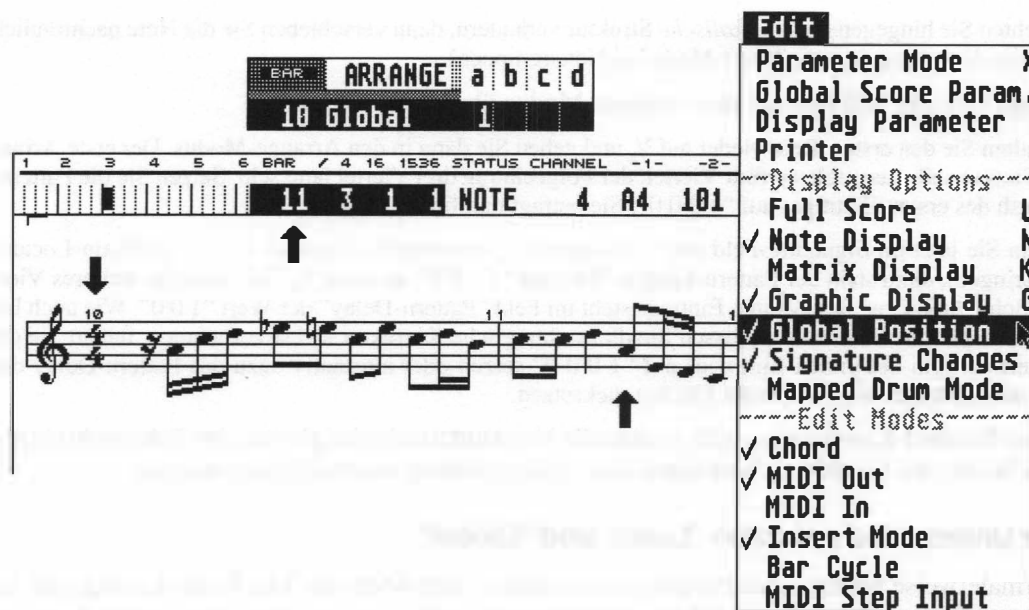 Edit
Parameter Mode
Global Score Param.
Display Parameter
Printer
Display Options
Full Score
✓ Note Display
✓ Matrix Display
✓ Graphic Display
✓ Global Position
✓ Signature Changes
Mapped Drum Mode
Edit Modes
✓ Chord
✓ MIDI Out
MIDI In
✓ Insert Mode
Bar Cycle
MIDI Step Input
BAR ARRANGE a b c d
10 Global 1
1 2 3 4 5 6 BAR / 4 16 1536 STATUS CHANNEL -1- -2-
11 3 1 1 NOTE 4 A4 101
10 4 4 11